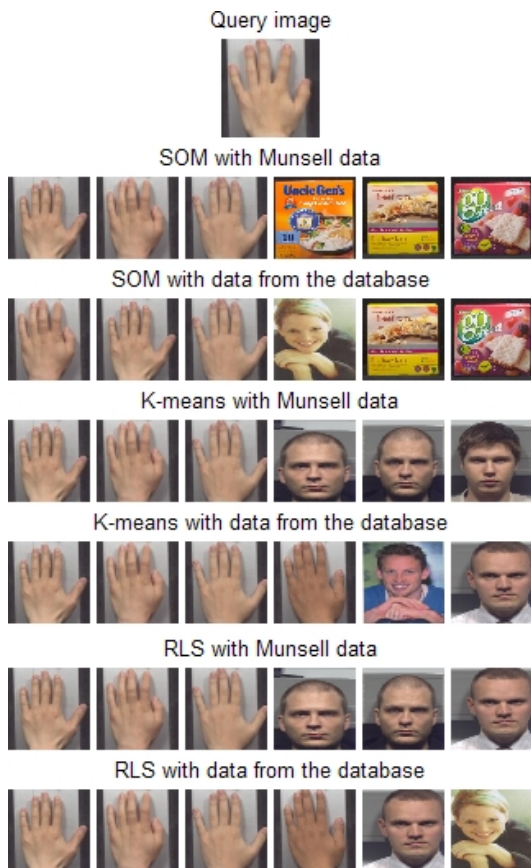 Query image
SOM with Munsell data
Uncle Ben's
SOM with data from the database
K-means with Munsell data
K-means with data from the database
RLS with Munsell data
RLS with data from the database